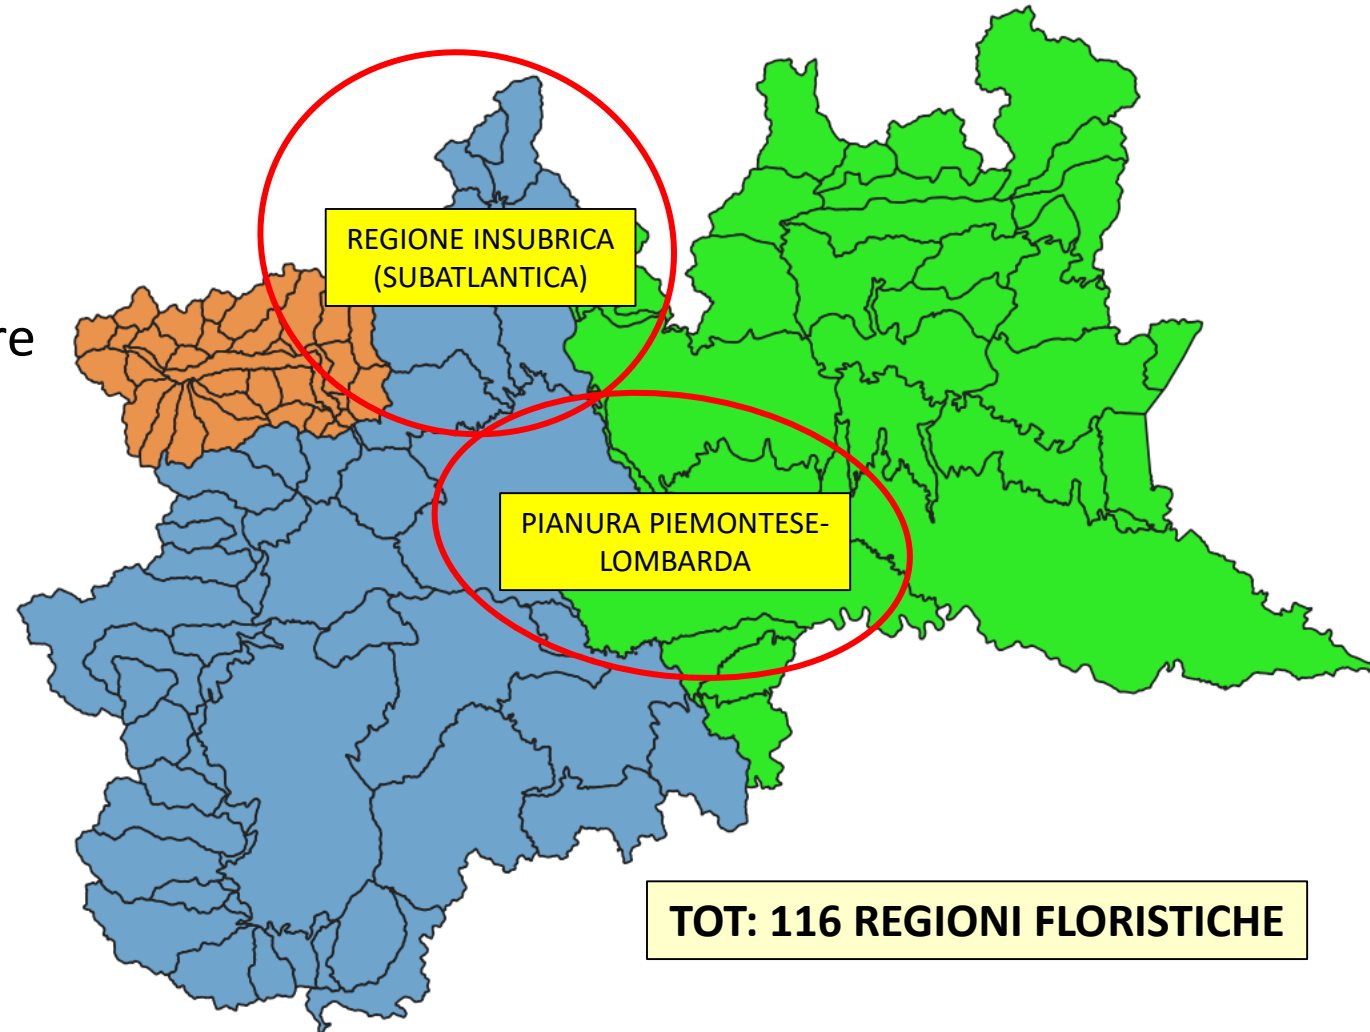 REGIONE INSUBRICA
(SUBATLANTICA)
re
PIANURA PIEMONTESE-
LOMBARDA
TOT: 116 REGIONI FLORISTICHE